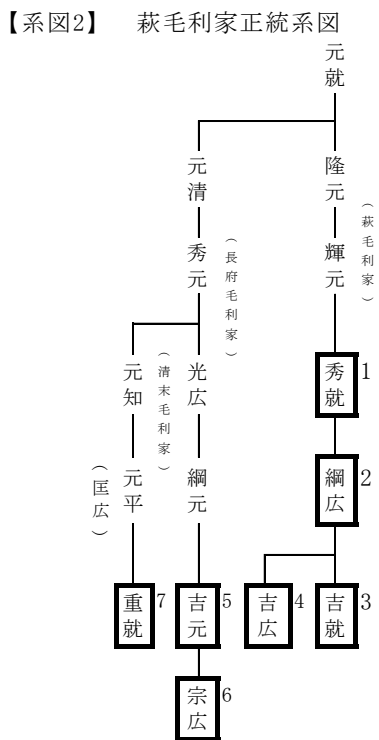 【系図2】 萩毛利家正統系図
元就
隆元
元清
輝元
（萩毛利家）
秀元
（長府毛利家）
秀就
1
光広
（清末毛利家）
元知
綱広
2
綱元
元平
（匡広）
吉就
3
吉広
4
吉元
5
重就
7
宗広
6